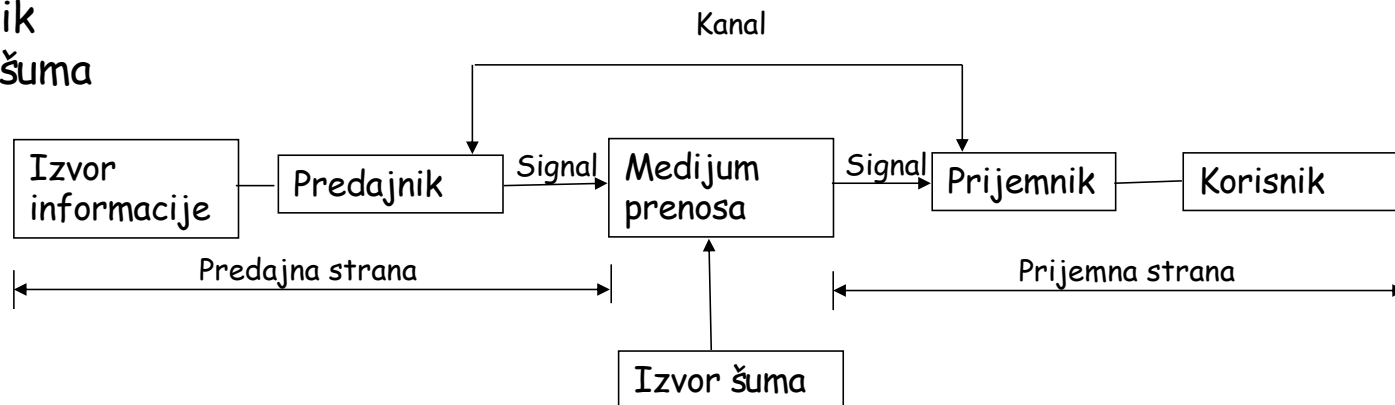 ik
šuma
Kanal
Izvor
informacije
Predajnik
Signal
Medijum
prenosa
Signal
Prijemnik
Korisnik
Predajna strana
Prijemna strana
Izvor šuma